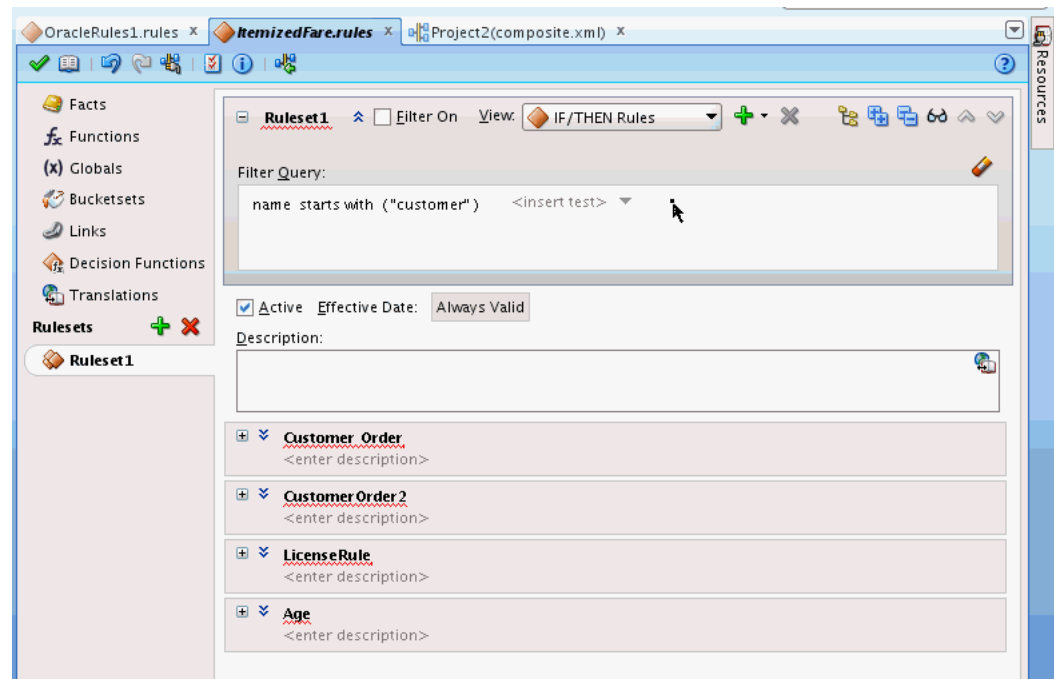 OracleRules1.rules x ItemizedFare.rules x Project2(composite.xml) x
Resources
Facts
Functions
(x) Globals
Bucketsets
Links
Decision Functions
Translations
Rulesets
Ruleset1
Ruleset1 Filter On View: IF/THEN Rules
Filter Query:
name starts with ("customer") <insert test>
Active Effective Date: Always Valid
Description:
Customer Order
<enter description>
CustomerOrder2
<enter description>
LicenseRule
<enter description>
Age
<enter description>